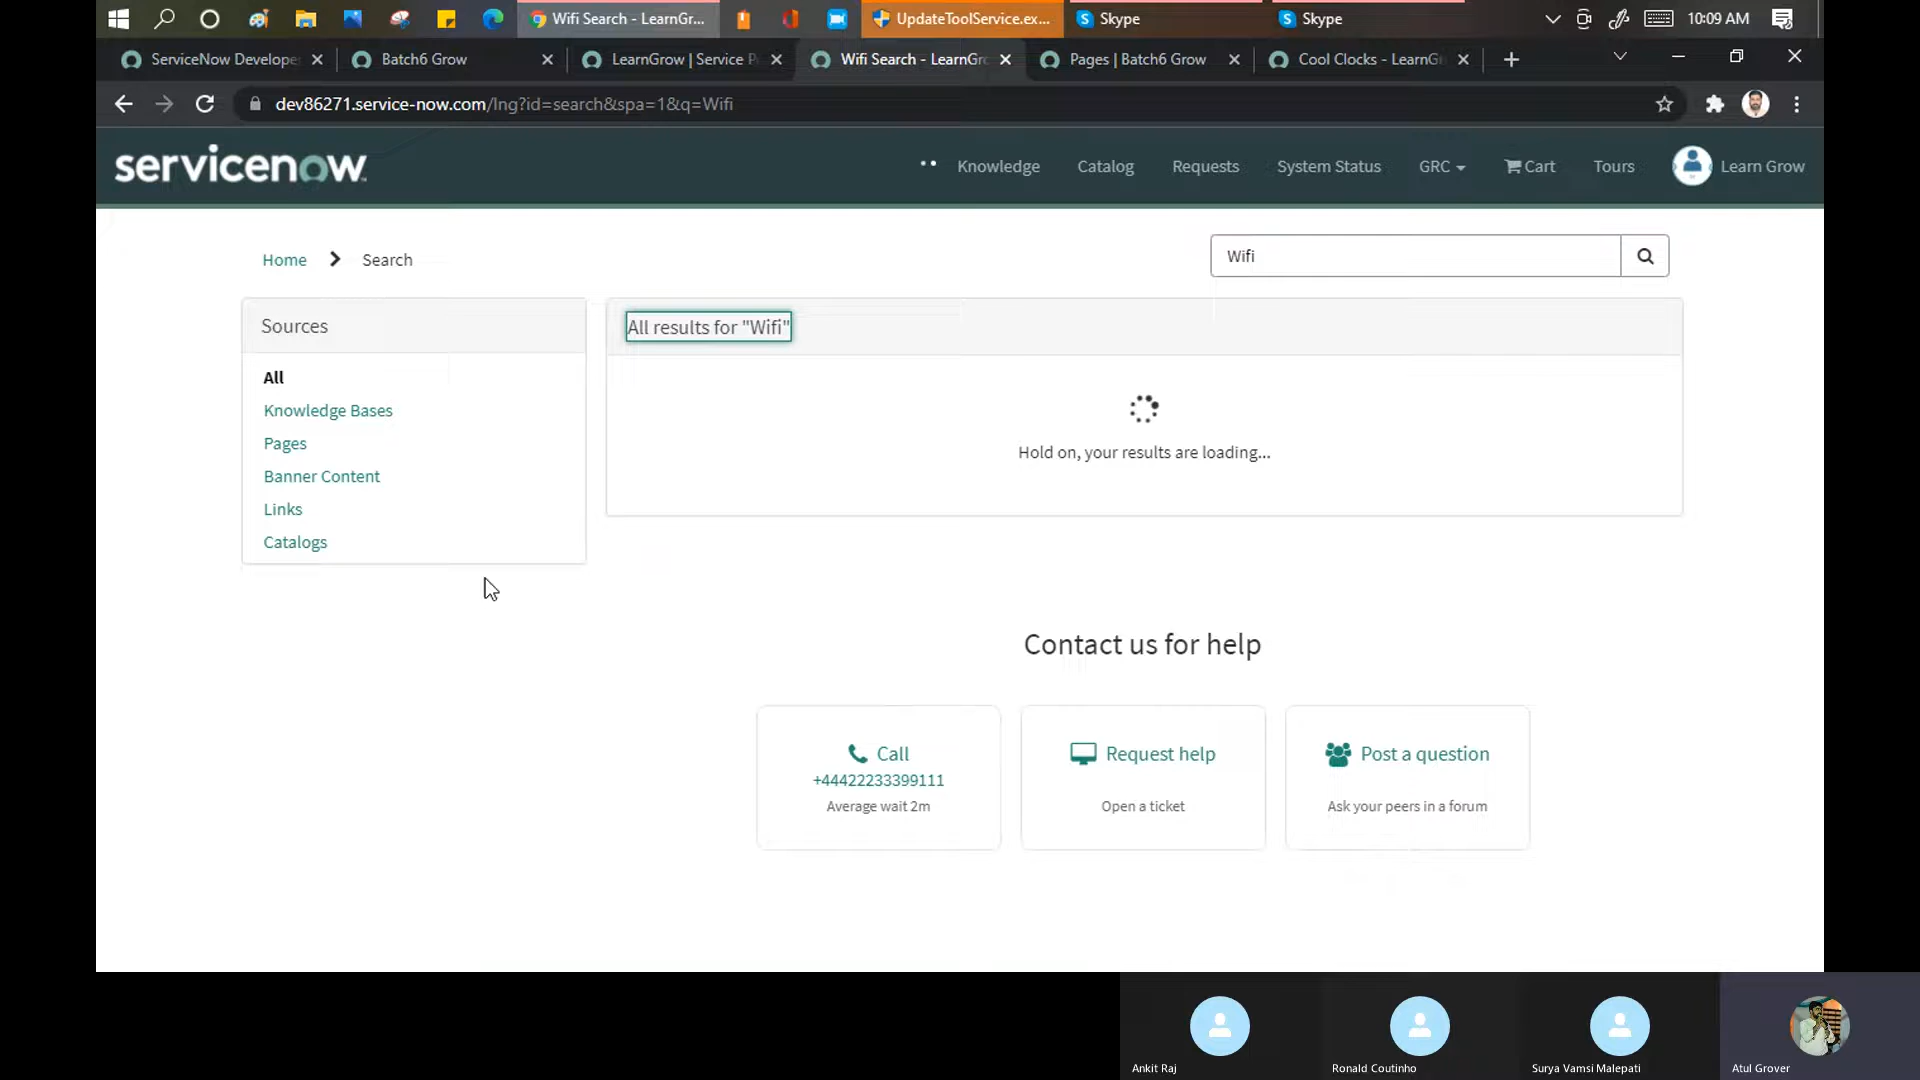 Wifi Search - LearnGr...
UpdateToolService.ex...
Skype
Skype
10:09 AM
ServiceNow Develope
Batch6 Grow
LearnGrow | Service P
Wifi Search - LearnGr
Pages | Batch6 Grow
Cool Clocks - LearnG
dev86271.service-now.com/lng?id=search&spa=1&q=Wifi
servicenow
Knowledge
Catalog
Requests
System Status
GRC
Cart
Tours
Learn Grow
Home
Search
Wifi
Sources
All results for "Wifi"
All
Knowledge Bases
Pages
Banner Content
Links
Catalogs
Hold on, your results are loading...
Contact us for help
Call
+44422233399111
Average wait 2m
Request help
Open a ticket
Post a question
Ask your peers in a forum
Ankit Raj
Ronald Coutinho
Surya Vamsi Malepati
Atul Grover